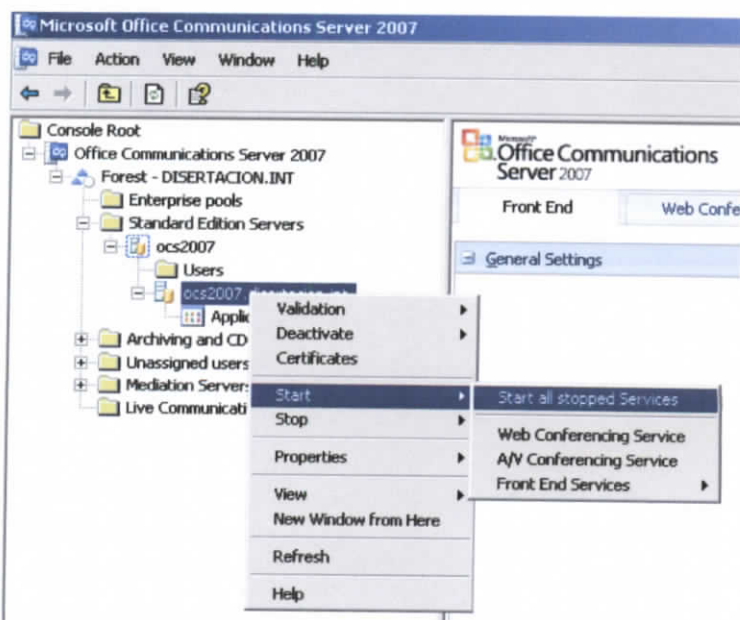 Microsoft Office Communications Server 2007
File Action View Window Help
Console Root
Office Communications Server 2007
Forest - DISERTACION.INT
Enterprise pools
Standard Edition Servers
ocs2007
Users
ocs2007.disertacion.int
Applic
Archiving and CD
Unassigned users
Mediation Server
Live Communicati
Validation
Deactivate
Certificates
Start
Stop
Properties
View
New Window from Here
Refresh
Help
Start all stopped Services
Web Conferencing Service
A/V Conferencing Service
Front End Services
Microsoft
Office Communications
Server 2007
Front End Web Confe
General Settings